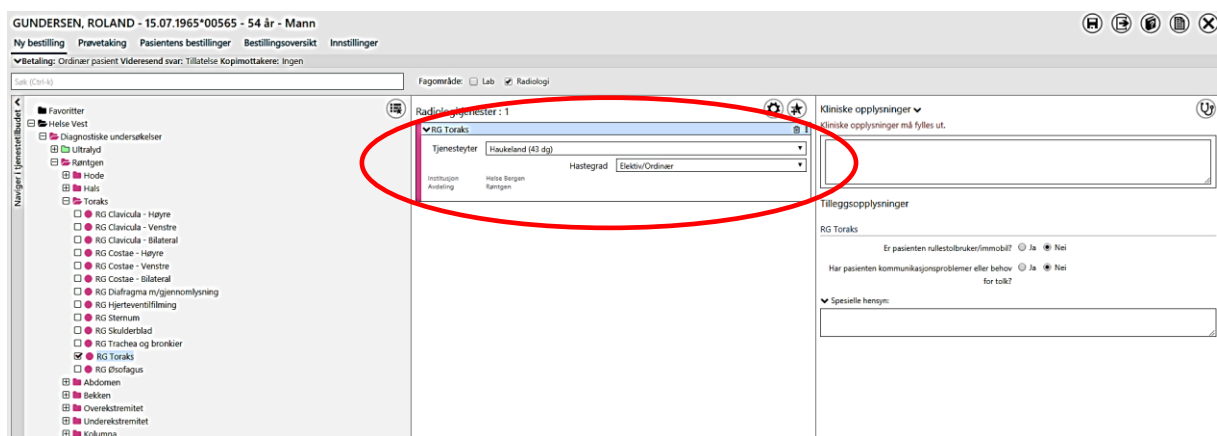 GUNDERSEN, ROLAND - 15.07.1965*00565 - 54 år - Mann
Ny bestilling Prøvetaking Pasientens bestillinger Bestillingsoversikt Innstillinger
Betaling: Ordinær pasient Videresend svar: Tillatelse Kopimottakere: Ingen
Søk (Ctrl-k)
Fagområde: Lab Radiologi
Naviger i tjenestetilbudet
Favoritter
Helse Vest
Diagnostiske undersøkelser
Ultralyd
Røntgen
Hode
Hals
Toraks
RG Clavicula - Høyre
RG Clavicula - Venstre
RG Clavicula - Bilateral
RG Costae - Høyre
RG Costae - Venstre
RG Costae - Bilateral
RG Diafragma m/gjennomlysning
RG Hjerteventilfilming
RG Sternum
RG Skulderblad
RG Trachea og bronkier
RG Toraks
RG Øsofagus
Abdomen
Bekken
Overekstremitet
Underekstremitet
Kolumna
Radiologitjenester : 1
RG Toraks
Tjenesteyter Haukeland (43 dg)
Hastegrad Elektiv/Ordinær
Institusjon Helse Bergen
Avdeling Røntgen
Kliniske opplysninger
Kliniske opplysninger må fylles ut.
Tilleggsopplysninger
RG Toraks
Er pasienten rullestolbruker/immobil? Ja Nei
Har pasienten kommunikasjonsproblemer eller behov Ja Nei
for tolk?
Spesielle hensyn: